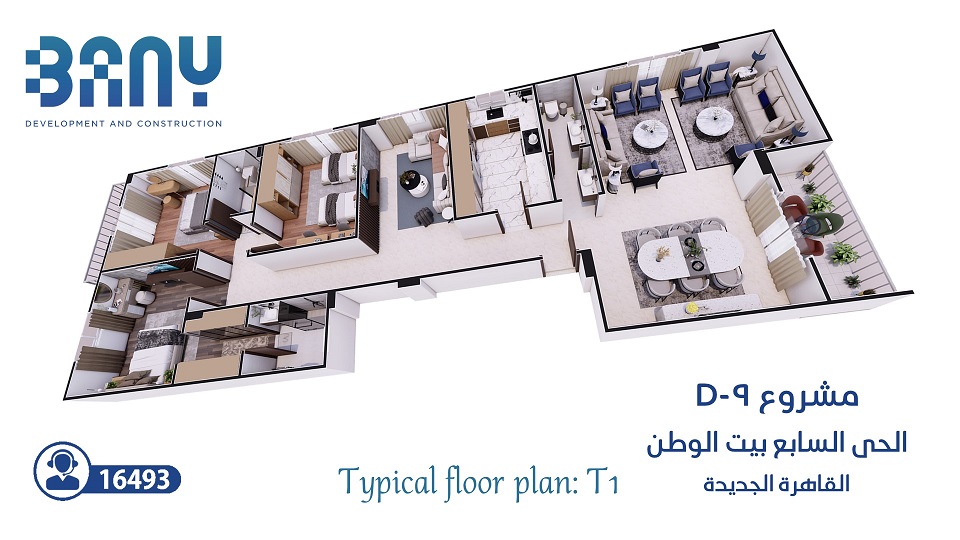 BANY
DEVELOPMENT AND CONSTRUCTION
مشروع D-٩
الحى السابع بيت الوطن
القاهرة الجديدة
Typical floor plan: T1
16493